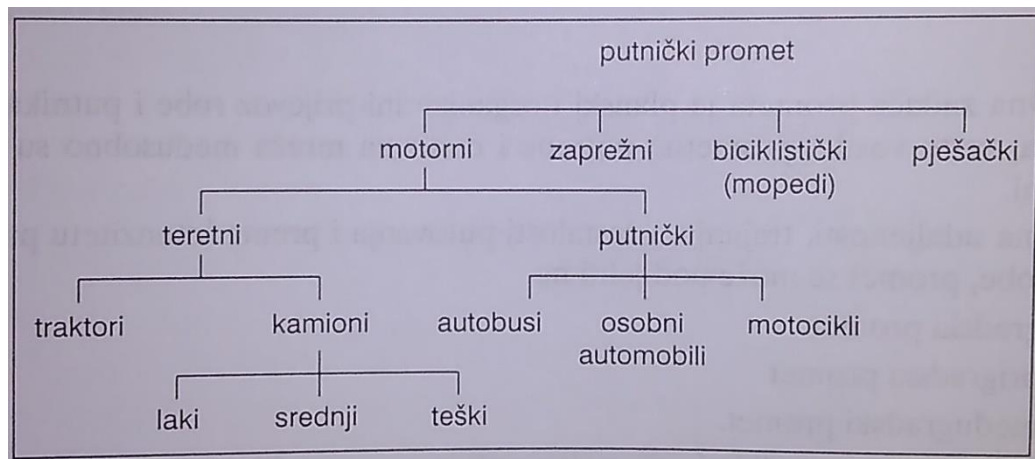 putnički promet
motorni zaprežni biciklistički pješački
(mopedi)
teretni putnički
traktori kamioni autobusi osobni motocikli
automobili
laki srednji teški